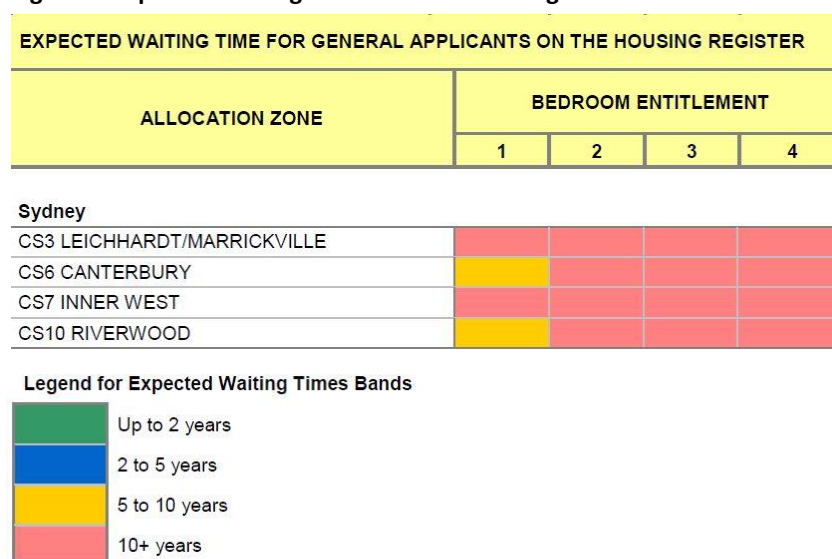 EXPECTED WAITING TIME FOR GENERAL APPLICANTS ON THE HOUSING REGISTER
ALLOCATION ZONE
BEDROOM ENTITLEMENT
1 2 3 4
Sydney
CS3 LEICHHARDT/MARRICKVILLE
CS6 CANTERBURY
CS7 INNER WEST
CS10 RIVERWOOD
Legend for Expected Waiting Times Bands
Up to 2 years
2 to 5 years
5 to 10 years
10+ years